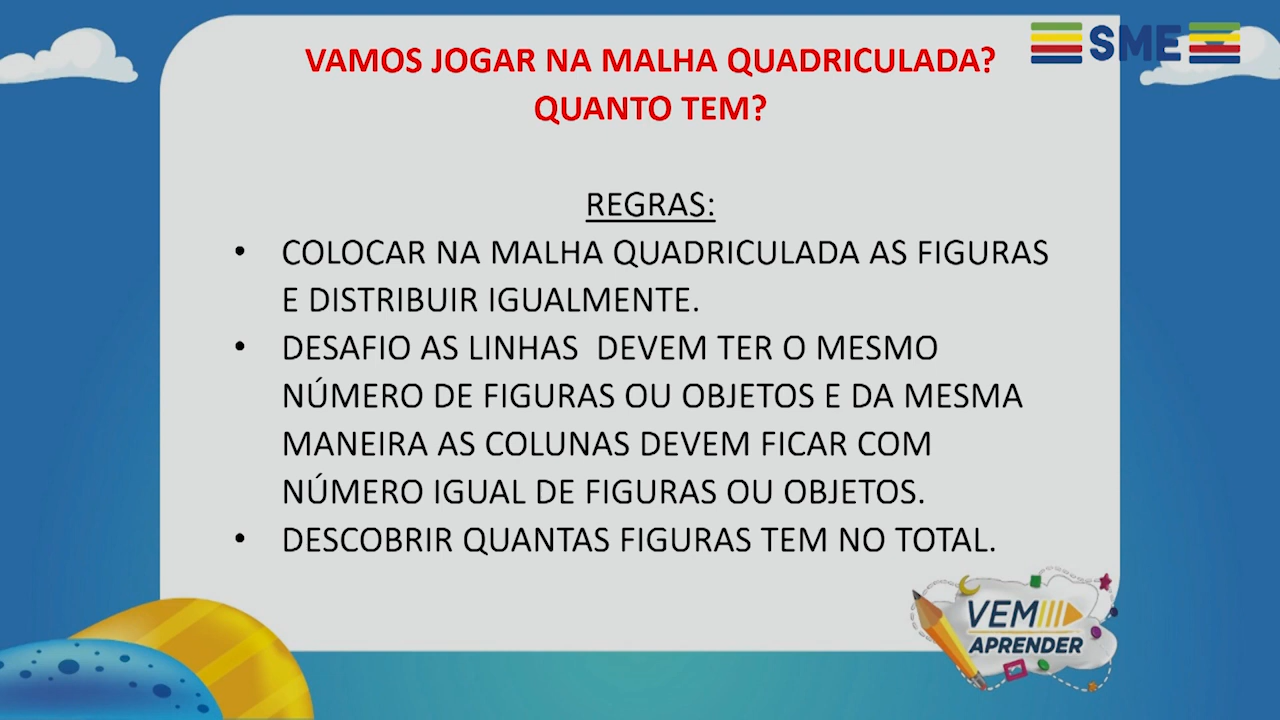 SME
VAMOS JOGAR NA MALHA QUADRICULADA?
QUANTO TEM?
REGRAS:
• COLOCAR NA MALHA QUADRICULADA AS FIGURAS
E DISTRIBUIR IGUALMENTE.
• DESAFIO AS LINHAS DEVEM TER O MESMO
NÚMERO DE FIGURAS OU OBJETOS E DA MESMA
MANEIRA AS COLUNAS DEVEM FICAR COM
NÚMERO IGUAL DE FIGURAS OU OBJETOS.
• DESCOBRIR QUANTAS FIGURAS TEM NO TOTAL.
VEM
APRENDER